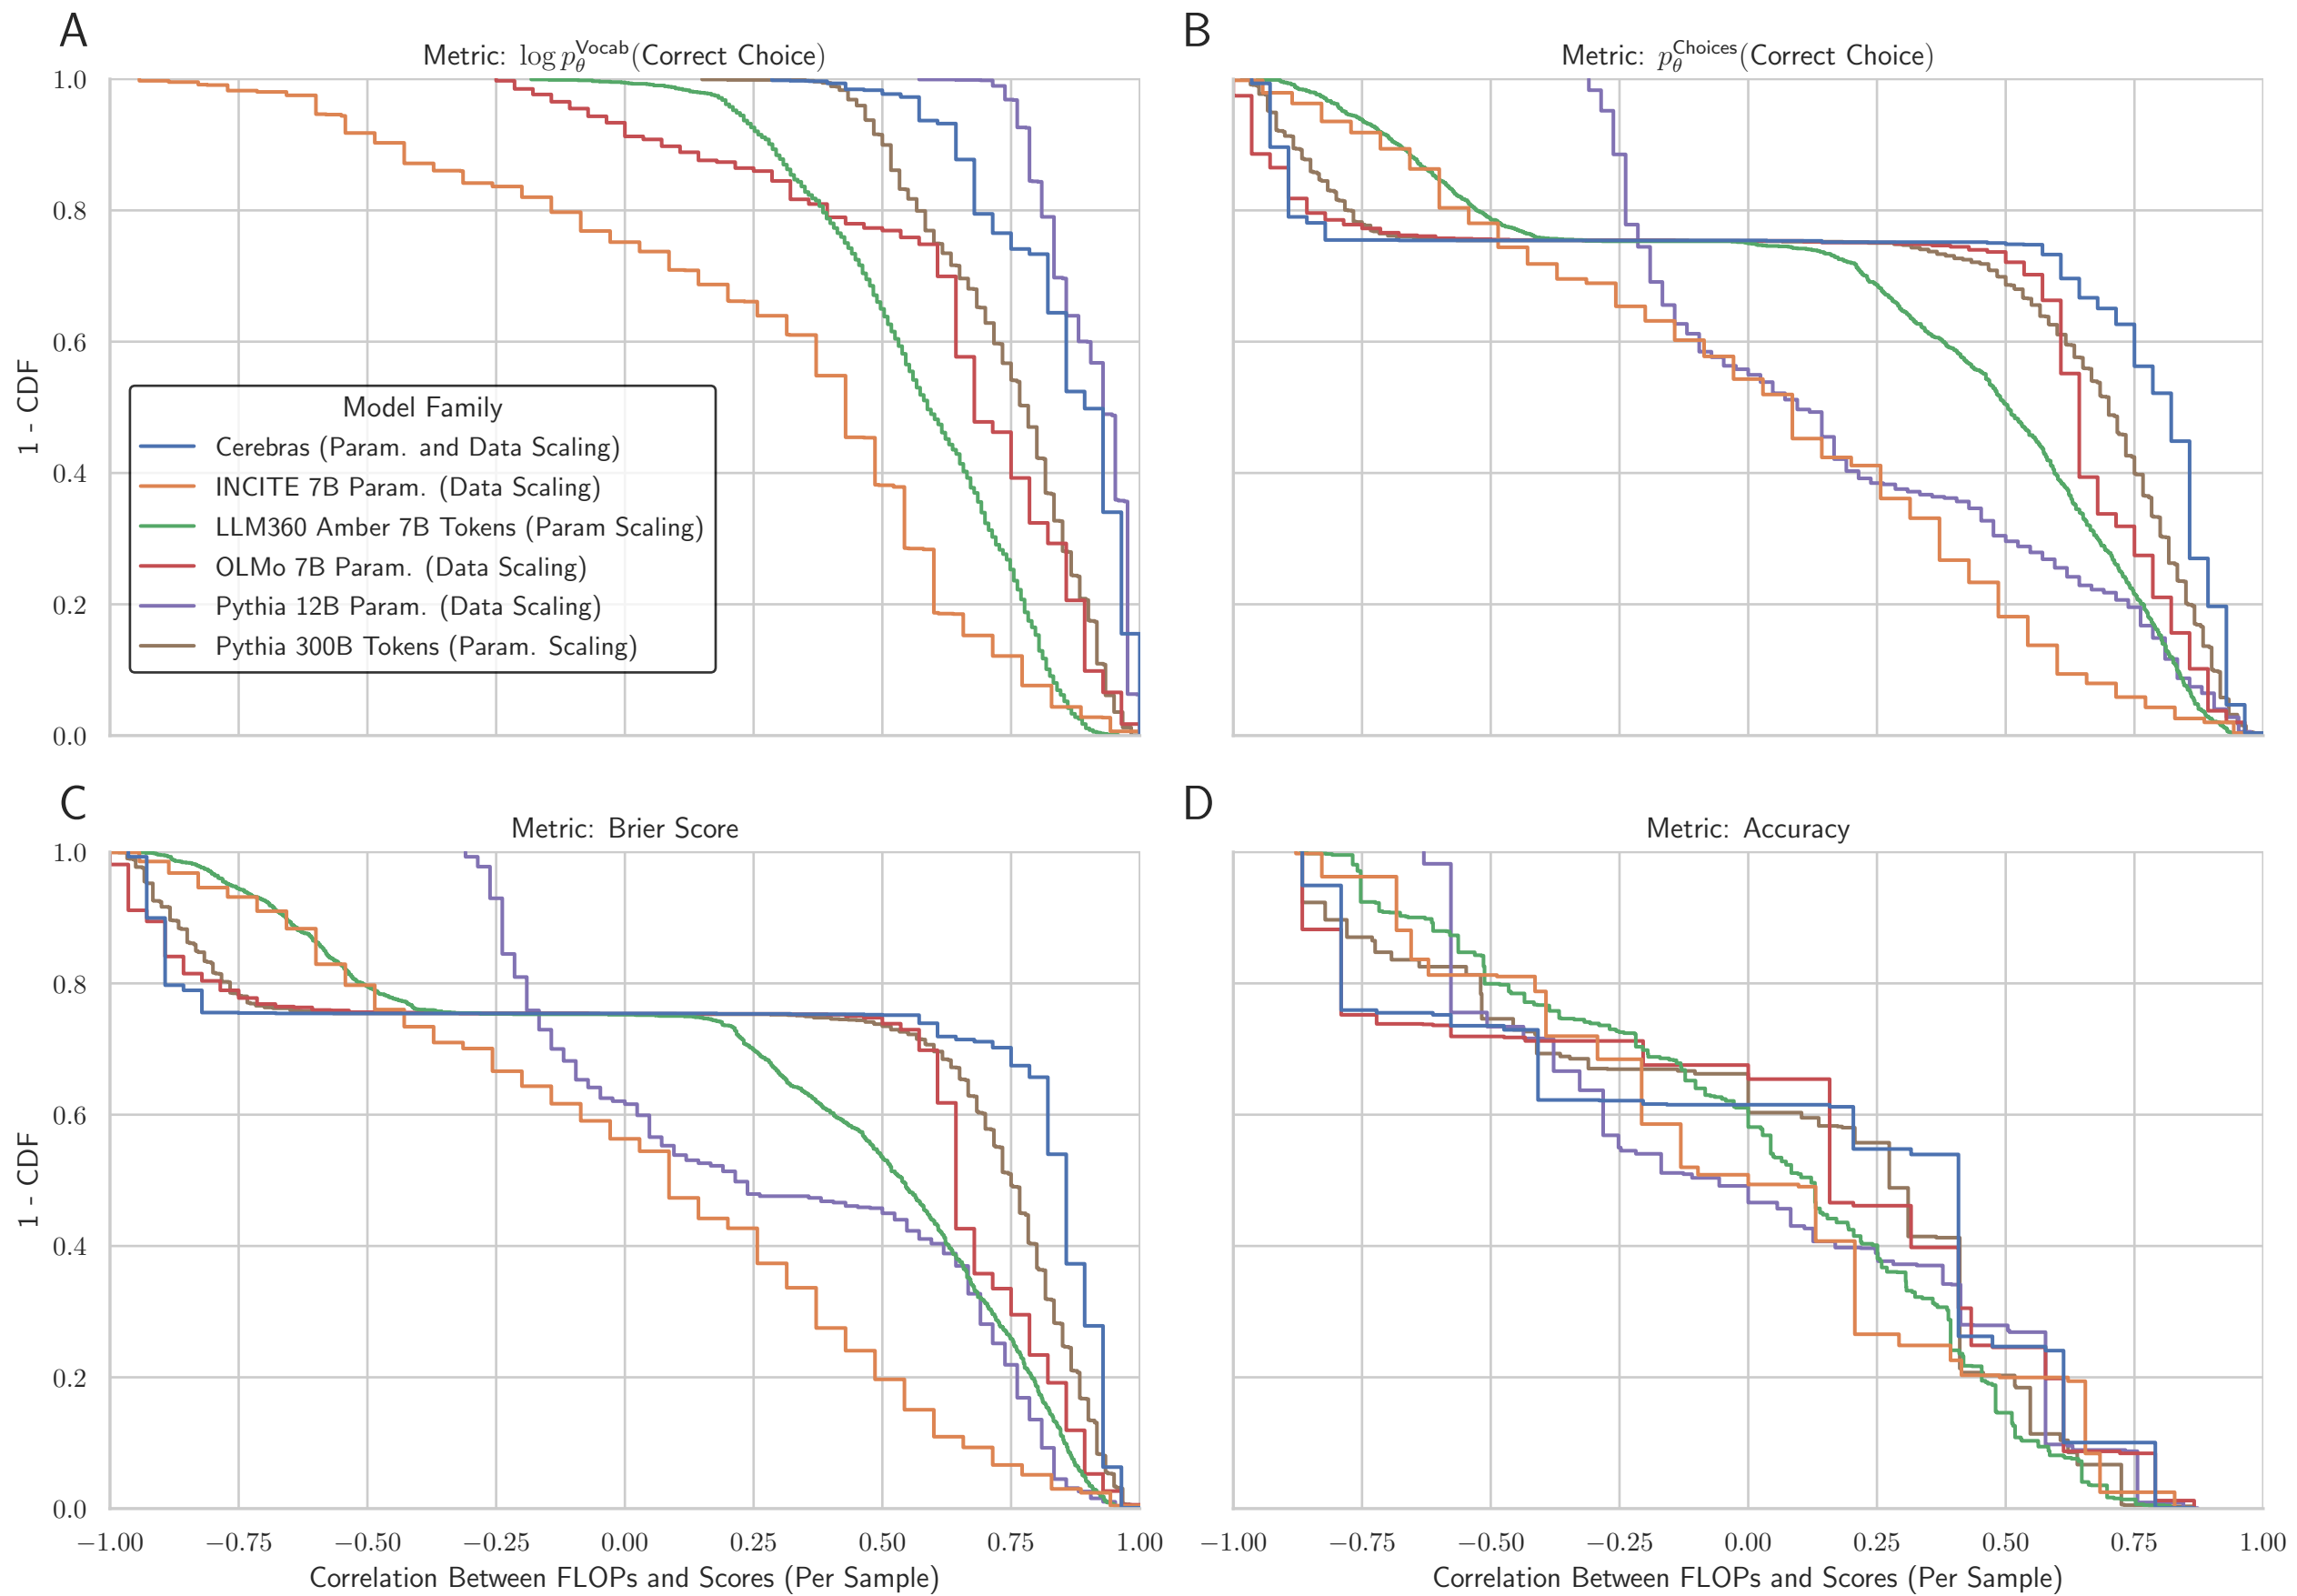 A
Metric: log p_θ^Vocab(Correct Choice)
1.0
0.8
0.6
0.4
0.2
0.0
1 - CDF
Model Family
Cerebras (Param. and Data Scaling)
INCITE 7B Param. (Data Scaling)
LLM360 Amber 7B Tokens (Param Scaling)
OLMo 7B Param. (Data Scaling)
Pythia 12B Param. (Data Scaling)
Pythia 300B Tokens (Param. Scaling)
B
Metric: p_θ^Choices(Correct Choice)
C
Metric: Brier Score
1.0
0.8
0.6
0.4
0.2
0.0
1 - CDF
−1.00 −0.75 −0.50 −0.25 0.00 0.25 0.50 0.75 1.00
Correlation Between FLOPs and Scores (Per Sample)
D
Metric: Accuracy
−1.00 −0.75 −0.50 −0.25 0.00 0.25 0.50 0.75 1.00
Correlation Between FLOPs and Scores (Per Sample)